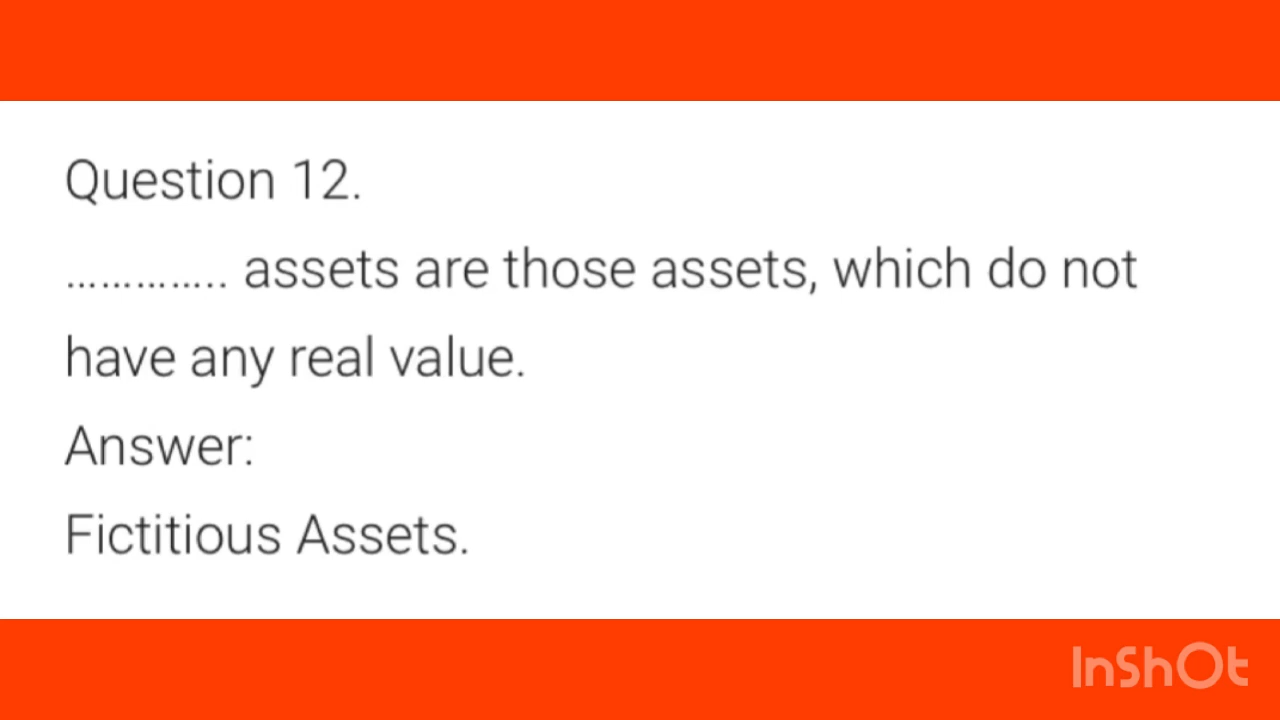 Question 12.
.............. assets are those assets, which do not
have any real value.
Answer:
Fictitious Assets.
InShOt